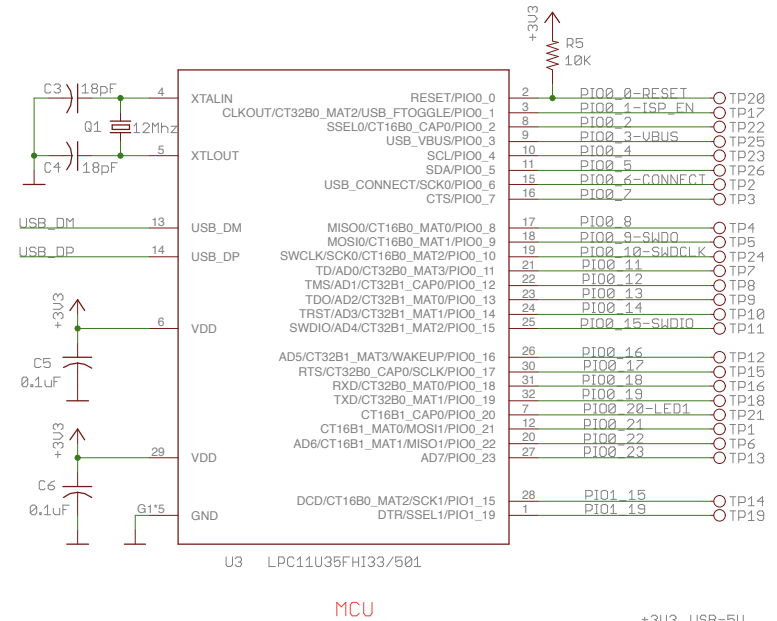 +3V3
R5
10K
C3 18pF
4 XTALIN RESET/PIO0_0 2 PIO0_0-RESET TP20
CLKOUT/CT32B0_MAT2/USB_FTOGGLE/PIO0_1 3 PIO0_1-ISP_EN TP17
Q1 12Mhz SSEL0/CT16B0_CAP0/PIO0_2 8 PIO0_2 TP22
USB_VBUS/PIO0_3 9 PIO0_3-VBUS TP25
5 XTLOUT SCL/PIO0_4 10 PIO0_4 TP23
C4 18pF SDA/PIO0_5 11 PIO0_5 TP26
USB_CONNECT/SCK0/PIO0_6 15 PIO0_6-CONNECT TP2
CTS/PIO0_7 16 PIO0_7 TP3
USB_DM 13 USB_DM MISO0/CT16B0_MAT0/PIO0_8 17 PIO0_8 TP4
MOSI0/CT16B0_MAT1/PIO0_9 18 PIO0_9-SWDO TP5
USB_DP 14 USB_DP SWCLK/SCK0/CT16B0_MAT2/PIO0_10 19 PIO0_10-SWDCLK TP24
TD/AD0/CT32B0_MAT3/PIO0_11 21 PIO0_11 TP7
TMS/AD1/CT32B1_CAP0/PIO0_12 22 PIO0_12 TP8
TDO/AD2/CT32B0_MAT0/PIO0_13 23 PIO0_13 TP9
+3V3 TRST/AD3/CT32B1_MAT1/PIO0_14 24 PIO0_14 TP10
6 VDD SWDIO/AD4/CT32B1_MAT2/PIO0_15 25 PIO0_15-SWDIO TP11
C5 AD5/CT32B1_MAT3/WAKEUP/PIO0_16 26 PIO0_16 TP12
0.1uF RTS/CT32B0_CAP0/SCLK/PIO0_17 30 PIO0_17 TP15
RXD/CT32B0_MAT0/PIO0_18 31 PIO0_18 TP16
TXD/CT32B0_MAT1/PIO0_19 32 PIO0_19 TP18
CT16B1_CAP0/PIO0_20 7 PIO0_20-LED1 TP21
CT16B1_MAT0/MOSI1/PIO0_21 12 PIO0_21 TP1
+3V3 AD6/CT16B1_MAT1/MISO1/PIO0_22 20 PIO0_22 TP6
29 VDD AD7/PIO0_23 27 PIO0_23 TP13
C6
0.1uF DCD/CT16B0_MAT2/SCK1/PIO1_15 28 PIO1_15 TP14
G1*5 GND DTR/SSEL1/PIO1_19 1 PIO1_19 TP19
U3 LPC11U35FHI33/501
MCU
+3V3 USB-5V